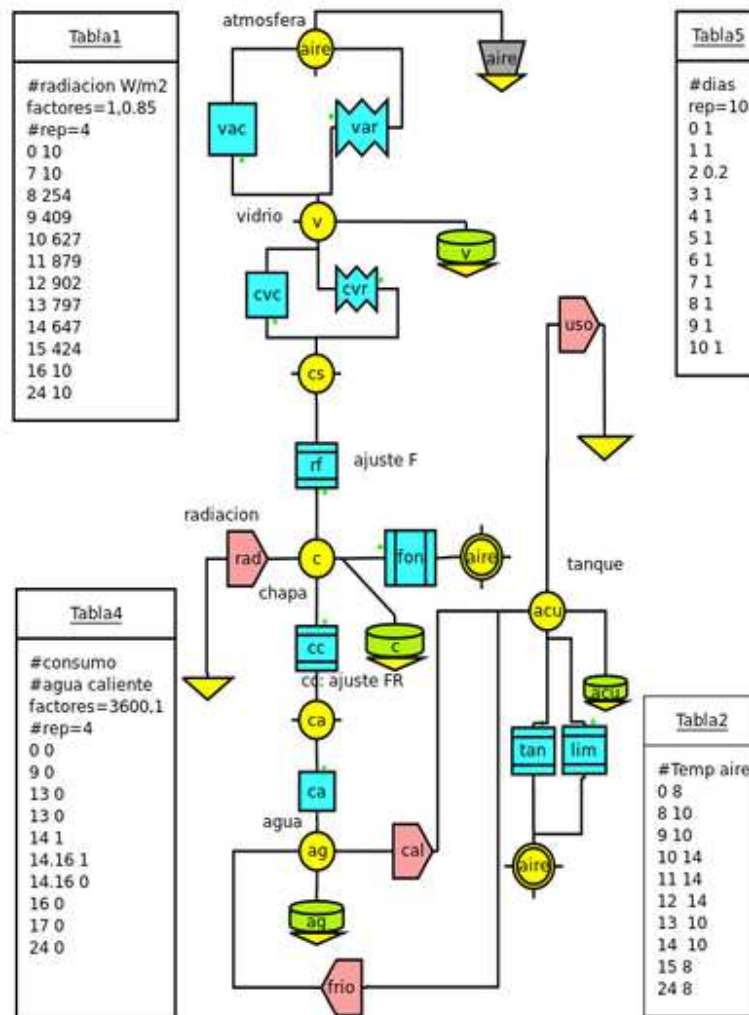 Tabla1
#radiacion W/m2
factores=1,0.85
#rep=4
0 10
7 10
8 254
9 409
10 627
11 879
12 902
13 797
14 647
15 424
16 10
24 10
atmosfera
aire
aire
vac
var
vidrio
v
v
cvc
cvr
cs
rf
ajuste F
radiacion
rad
c
fon
aire
chapa
c
cc
cc: ajuste FR
ca
ca
agua
ag
cal
ag
frio
Tabla5
#dias
rep=10
0 1
1 1
2 0.2
3 1
4 1
5 1
6 1
7 1
8 1
9 1
10 1
uso
tanque
acu
acu
tan
lim
aire
Tabla4
#consumo
#agua caliente
factores=3600,1
#rep=4
0 0
9 0
13 0
13 0
14 1
14.16 1
14.16 0
16 0
17 0
24 0
Tabla2
#Temp aire
0 8
8 10
9 10
10 14
11 14
12 14
13 10
14 10
15 8
24 8